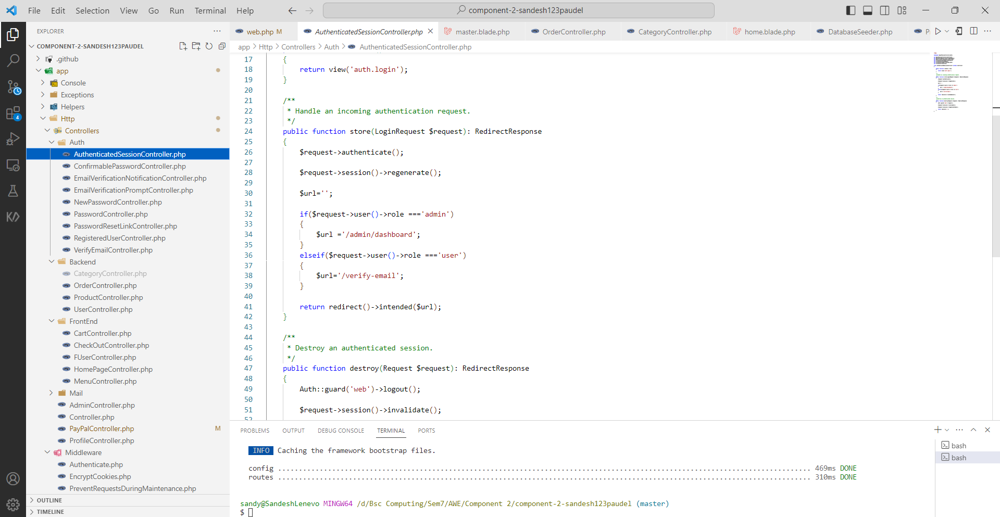 File Edit Selection View Go Run Terminal Help
component-2-sandesh123paudel
EXPLORER
COMPONENT-2-SANDESH123PAUDEL
.github
app
Console
Exceptions
Helpers
Http
Controllers
Auth
AuthenticatedSessionController.php
ConfirmablePasswordController.php
EmailVerificationNotificationController.php
EmailVerificationPromptController.php
NewPasswordController.php
PasswordController.php
PasswordResetLinkController.php
RegisteredUserController.php
VerifyEmailController.php
Backend
CategoryController.php
OrderController.php
ProductController.php
UserController.php
FrontEnd
CartController.php
CheckOutController.php
FUserController.php
HomePageController.php
MenuController.php
Mail
AdminController.php
Controller.php
PayPalController.php M
ProfileController.php
Middleware
Authenticate.php
EncryptCookies.php
PreventRequestsDuringMaintenance.php
OUTLINE
TIMELINE
4
web.php M AuthenticatedSessionController.php master.blade.php OrderController.php CategoryController.php home.blade.php DatabaseSeeder.php
app > Http > Controllers > Auth > AuthenticatedSessionController.php
17 {
18 return view('auth.login');
19 }
20
21 /**
22 * Handle an incoming authentication request.
23 */
24 public function store(LoginRequest $request): RedirectResponse
25 {
26 $request->authenticate();
27
28 $request->session()->regenerate();
29
30 $url='';
31
32 if($request->user()->role ==='admin')
33 {
34 $url ='/admin/dashboard';
35 }
36 elseif($request->user()->role ==='user')
37 {
38 $url='/verify-email';
39 }
40
41 return redirect()->intended($url);
42 }
43
44 /**
45 * Destroy an authenticated session.
46 */
47 public function destroy(Request $request): RedirectResponse
48 {
49 Auth::guard('web')->logout();
50
51 $request->session()->invalidate();
52
PROBLEMS OUTPUT DEBUG CONSOLE TERMINAL PORTS
INFO Caching the framework bootstrap files.
config ................................................................ 469ms DONE
routes ................................................................ 310ms DONE
sandy@SandeshLenevo MINGW64 /d/Bsc Computing/Sem7/AWE/Component 2/component-2-sandesh123paudel (master)
$
bash
bash